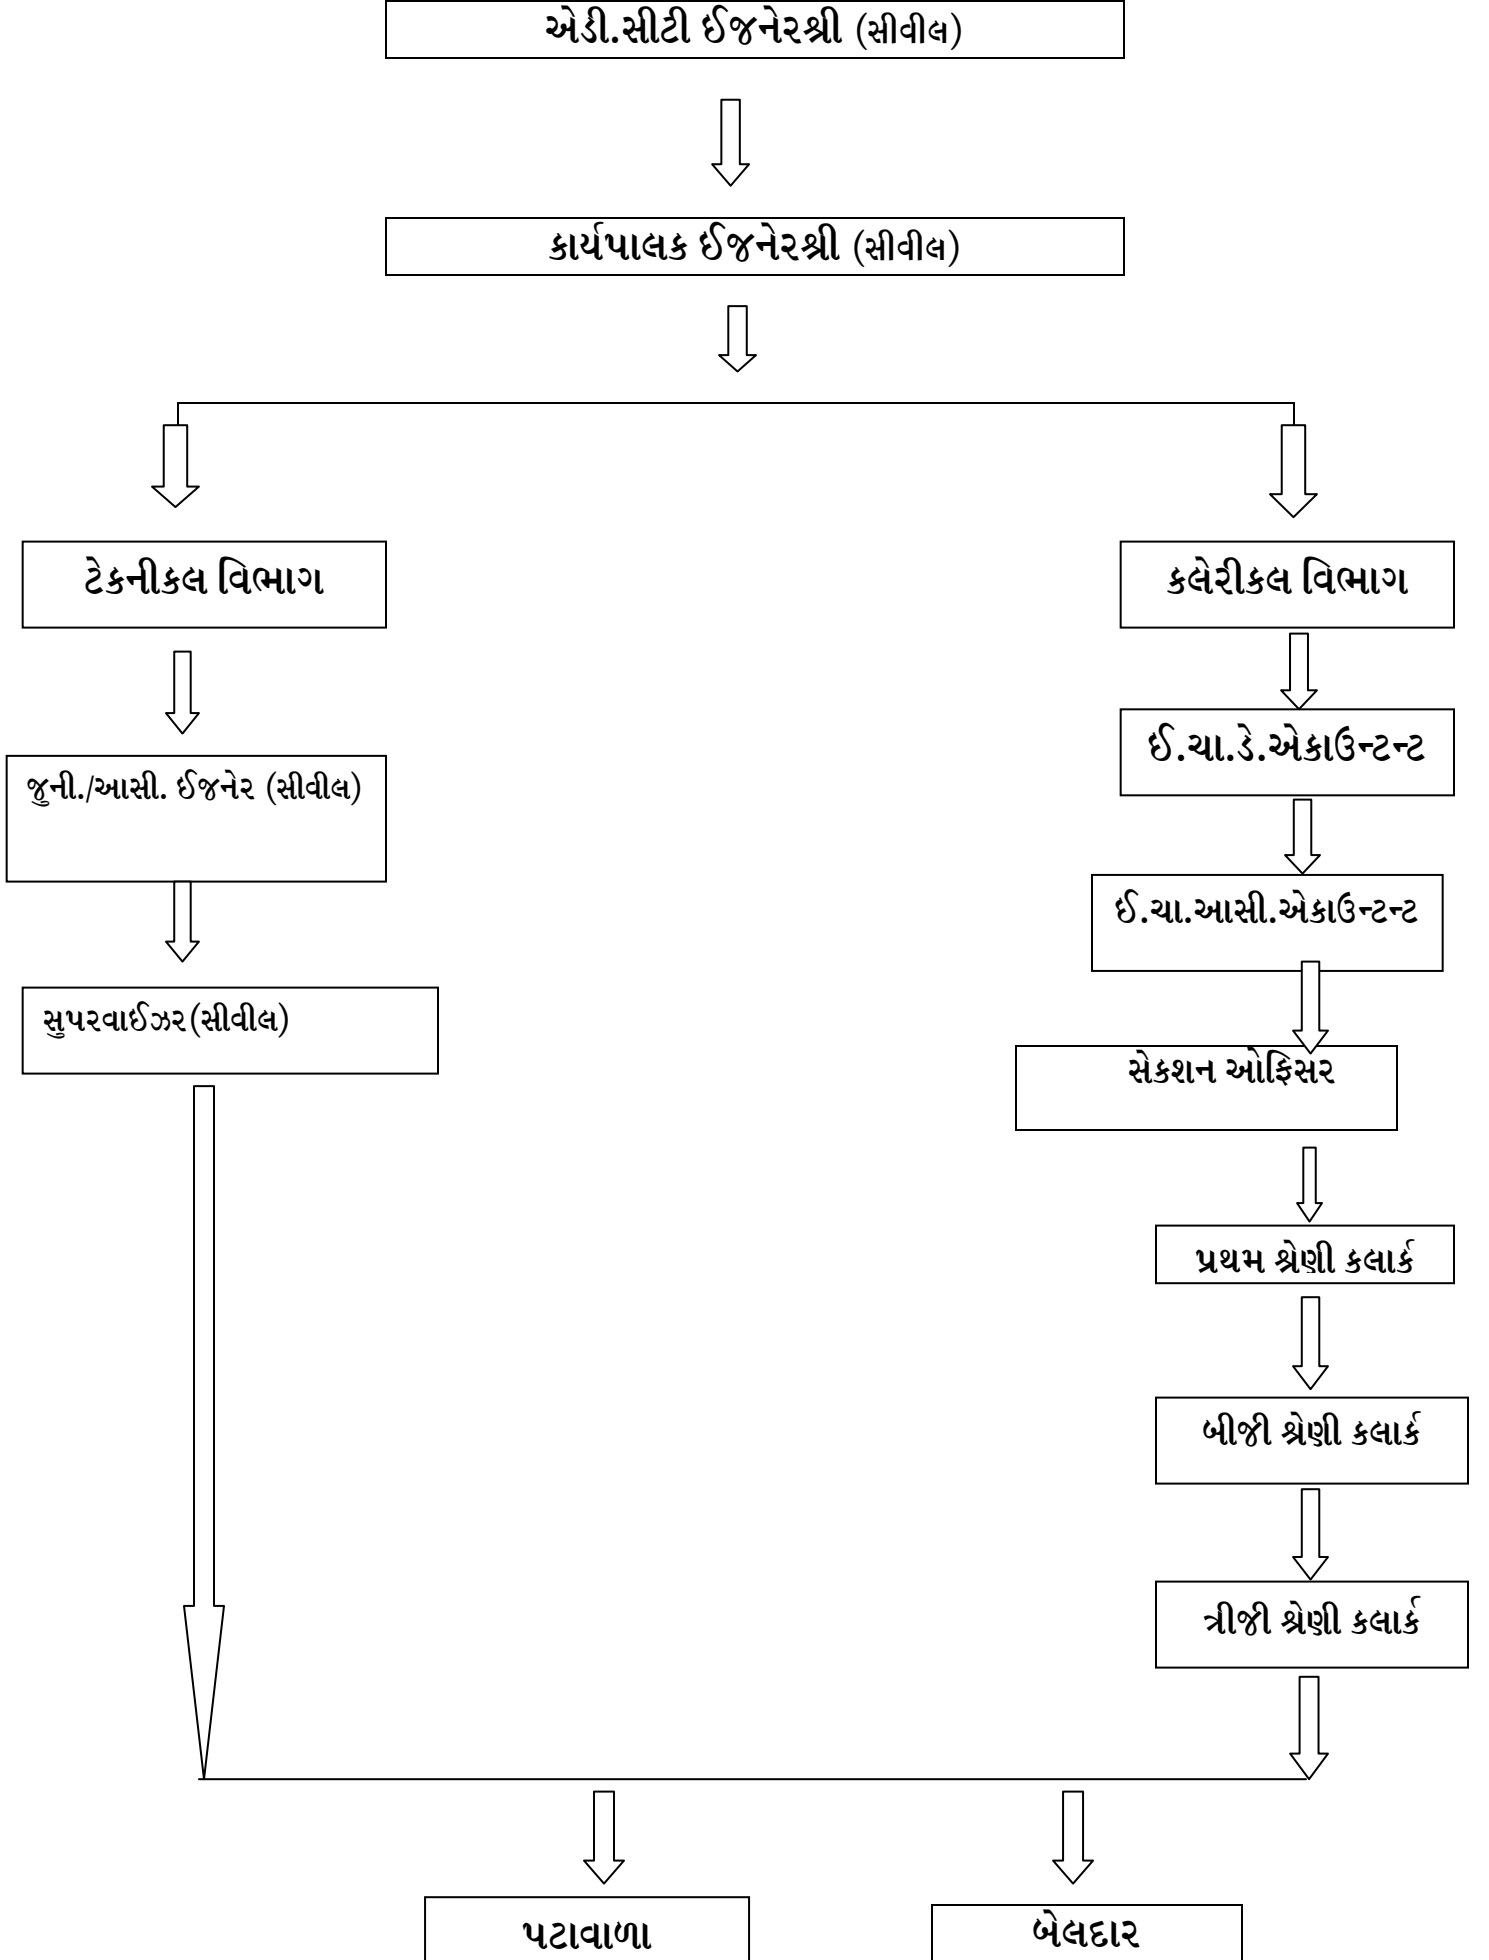 એડી.સીટી ઈજનેરશ્રી (સીવીલ)
કાર્યપાલક ઈજનેરશ્રી (સીવીલ)
ટેકનીકલ વિભાગ
કલેરીકલ વિભાગ
ઈ.ચા.ડે.એકાઉન્ટન્ટ
જુની./આસી. ઈજનેર (સીવીલ)
ઈ.ચા.આસી.એકાઉન્ટન્ટ
સુપરવાઈઝર(સીવીલ)
સેકશન ઓફિસર
પ્રથમ શ્રેણી કલાર્ક
બીજી શ્રેણી કલાર્ક
ત્રીજી શ્રેણી કલાર્ક
પટાવાળા
બેલદાર